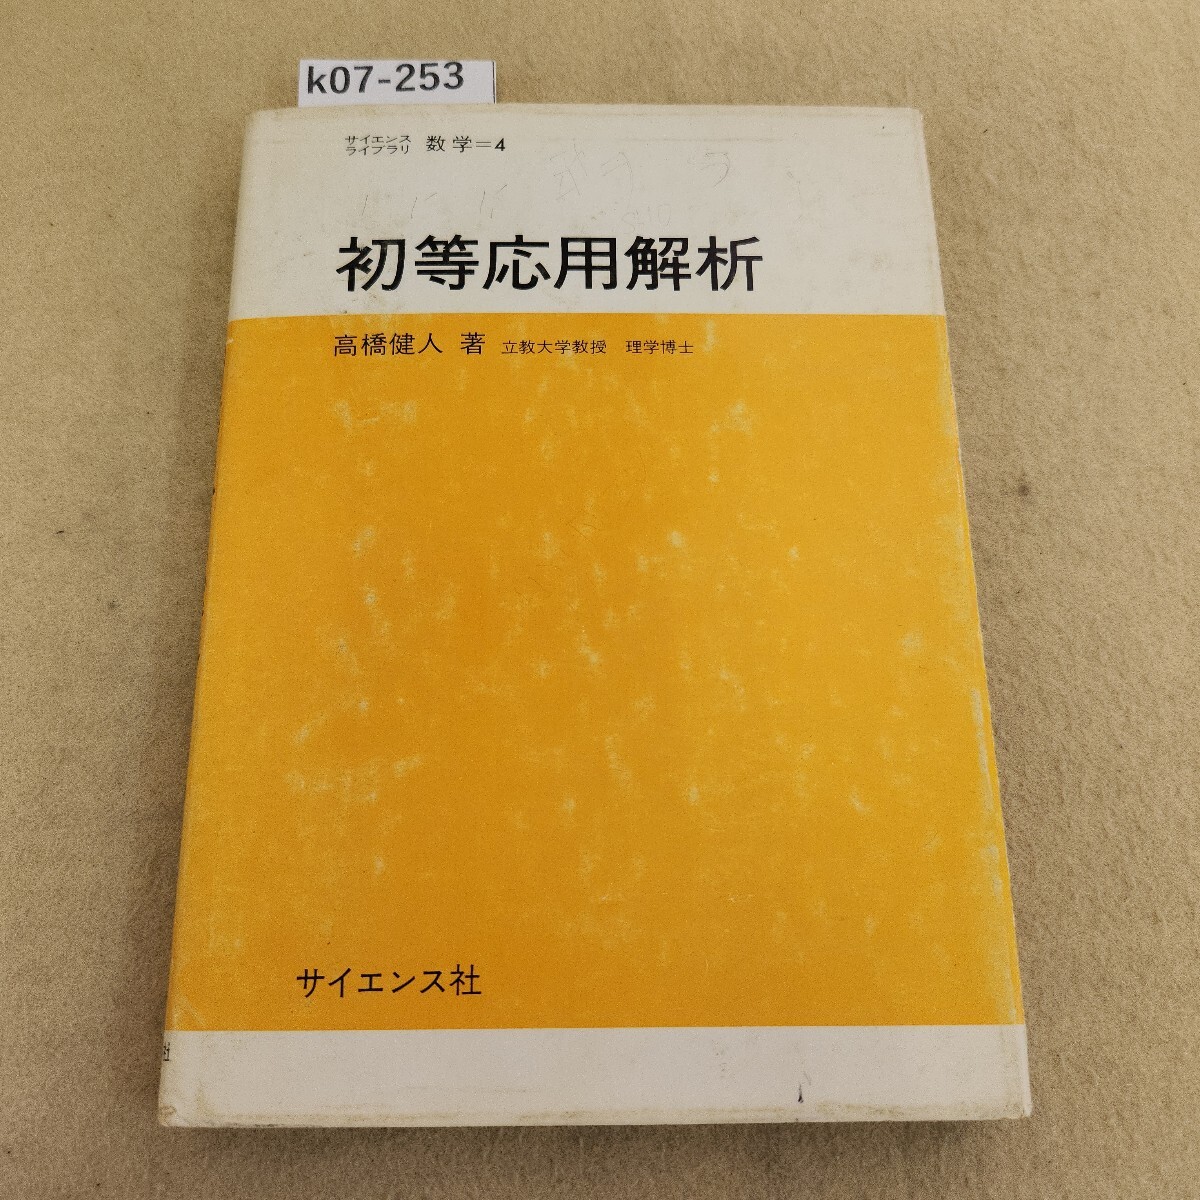 k07-253
サイエンス
ライブラリ 数学=4
初等応用解析
高橋健人 著 立教大学教授 理学博士
サイエンス社
社